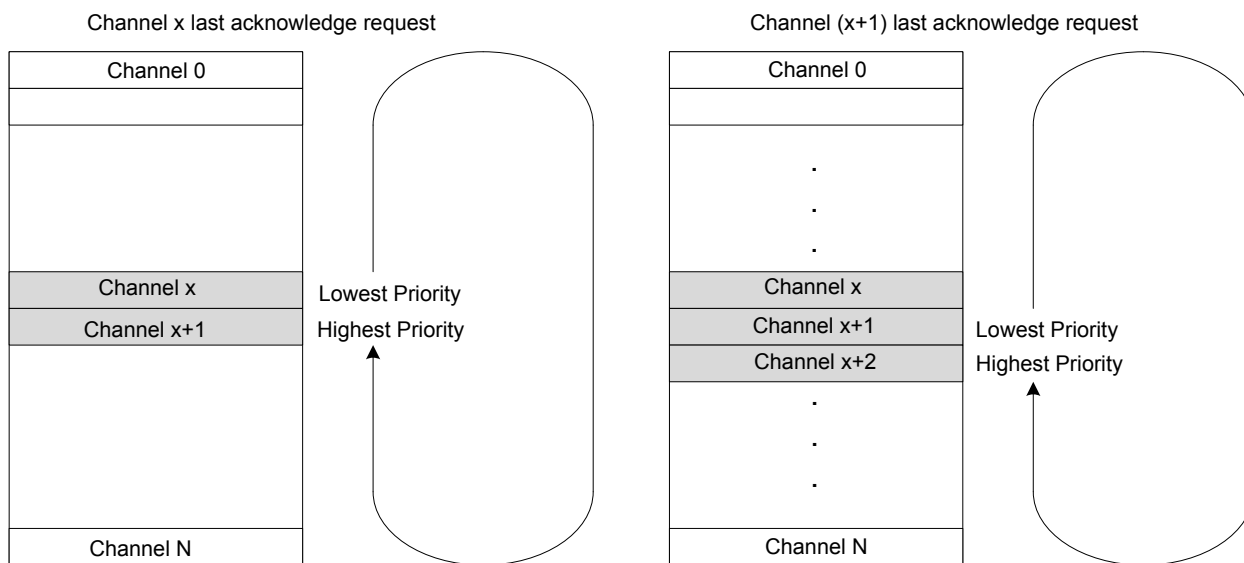 Channel x last acknowledge request
Channel 0
Channel x
Lowest Priority
Channel x+1
Highest Priority
Channel N
Channel (x+1) last acknowledge request
Channel 0
.
.
.
Channel x
Channel x+1
Lowest Priority
Channel x+2
Highest Priority
.
.
.
Channel N